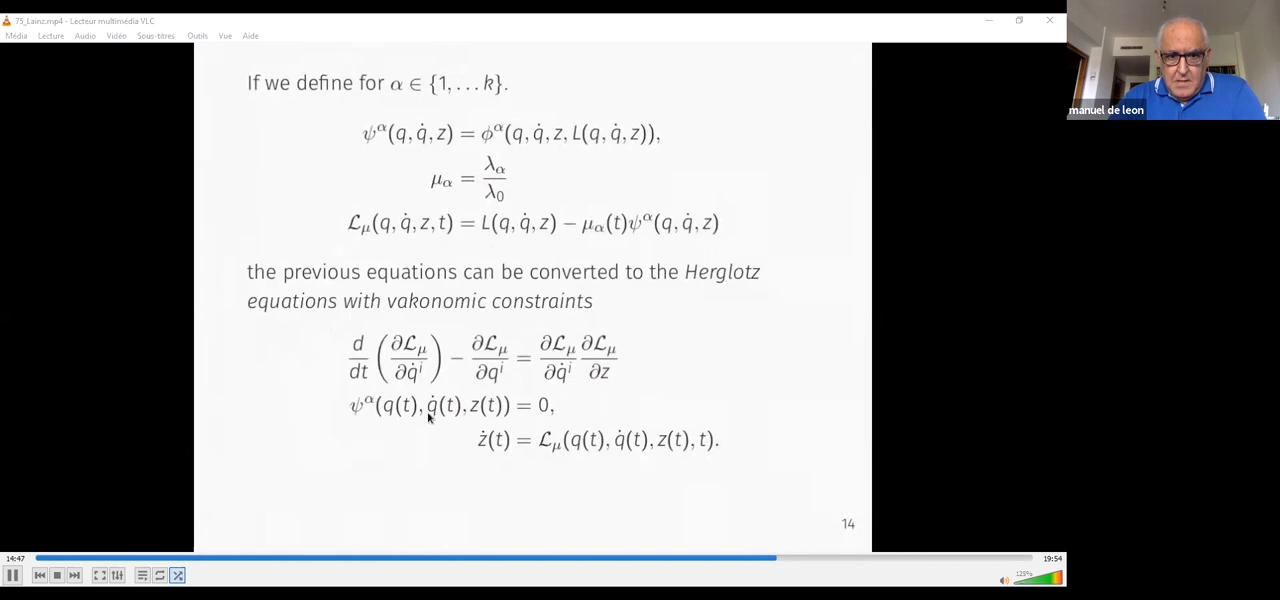 75_Lainz.mp4 - Lecteur multimédia VLC
Média Lecture Audio Vidéo Sous-titres Outils Vue Aide
manuel de leon
If we define for α ∈ {1, . . . k}.
ψ^α(q, q̇, z) = ϕ^α(q, q̇, z, L(q, q̇, z)),
μ_α = λ_α / λ_0
ℒ_μ(q, q̇, z, t) = L(q, q̇, z) − μ_α(t)ψ^α(q, q̇, z)
the previous equations can be converted to the Herglotz
equations with vakonomic constraints
d/dt (∂ℒ_μ/∂q̇^i) − ∂ℒ_μ/∂q^i = ∂ℒ_μ/∂q̇^i ∂ℒ_μ/∂z
ψ^α(q(t), q̇(t), z(t)) = 0,
ż(t) = ℒ_μ(q(t), q̇(t), z(t), t).
14
14:47 19:54
125%